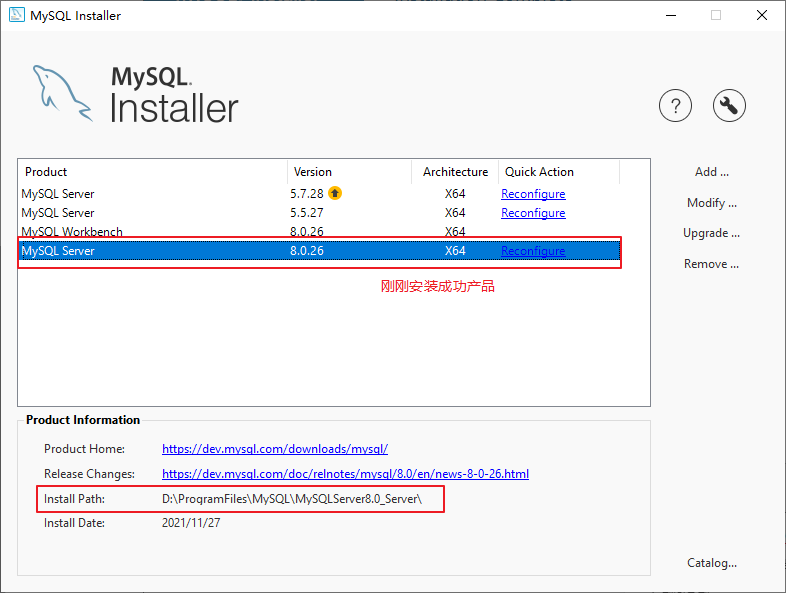 MySQL Installer
MySQL.
Installer
?
Product Version Architecture Quick Action
MySQL Server 5.7.28 X64 Reconfigure
MySQL Server 5.5.27 X64 Reconfigure
MySQL Workbench 8.0.26 X64
MySQL Server 8.0.26 X64 Reconfigure
刚刚安装成功产品
Add ...
Modify ...
Upgrade ...
Remove ...
Product Information
Product Home: https://dev.mysql.com/downloads/mysql/
Release Changes: https://dev.mysql.com/doc/relnotes/mysql/8.0/en/news-8-0-26.html
Install Path: D:\ProgramFiles\MySQL\MySQLServer8.0_Server\
Install Date: 2021/11/27
Catalog...